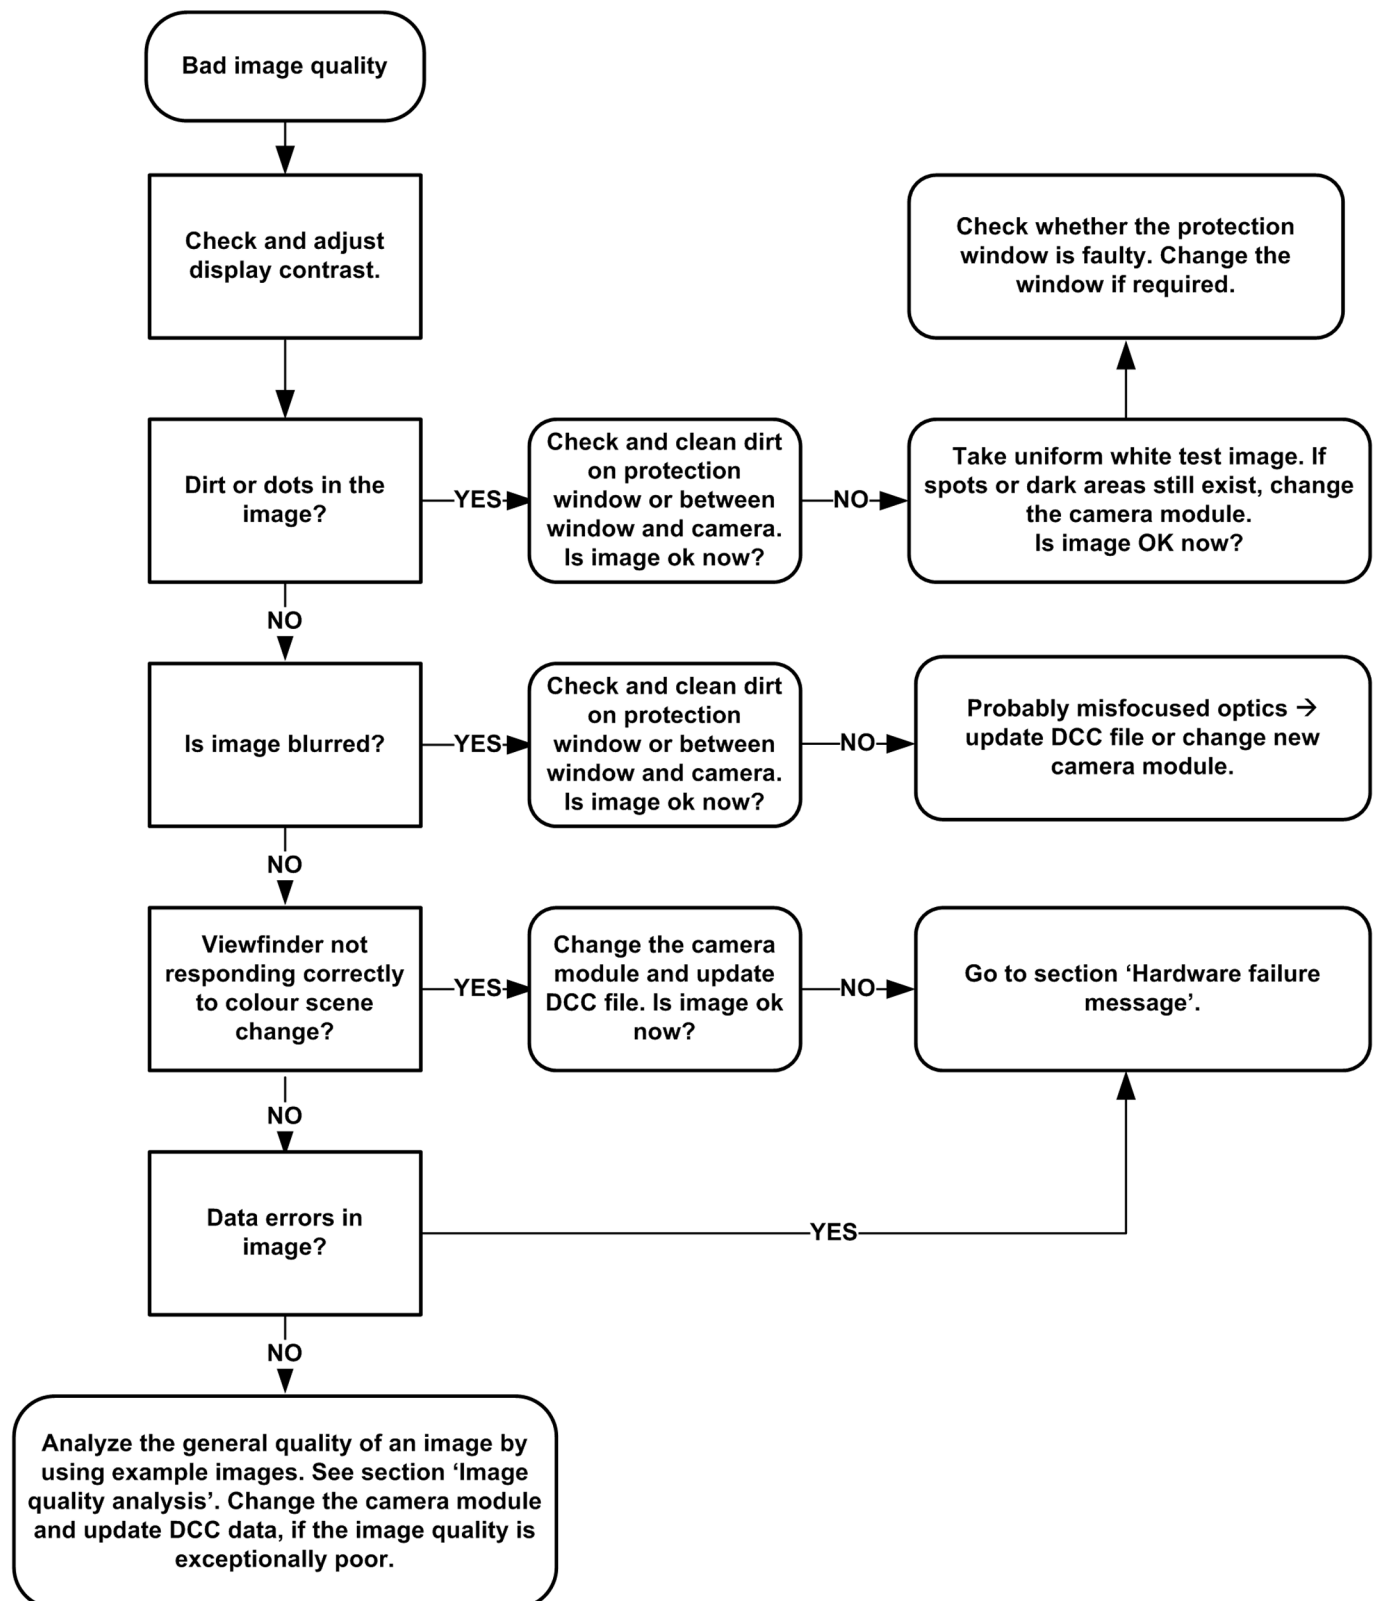 Bad image quality
Check and adjust
display contrast.
Check whether the protection
window is faulty. Change the
window if required.
Dirt or dots in the
image?
YES
Check and clean dirt
on protection
window or between
window and camera.
Is image ok now?
NO
Take uniform white test image. If
spots or dark areas still exist, change
the camera module.
Is image OK now?
NO
Is image blurred?
YES
Check and clean dirt
on protection
window or between
window and camera.
Is image ok now?
NO
Probably misfocused optics →
update DCC file or change new
camera module.
NO
Viewfinder not
responding correctly
to colour scene
change?
YES
Change the camera
module and update
DCC file. Is image ok
now?
NO
Go to section ‘Hardware failure
message’.
NO
Data errors in
image?
YES
NO
Analyze the general quality of an image by
using example images. See section ‘Image
quality analysis’. Change the camera module
and update DCC data, if the image quality is
exceptionally poor.